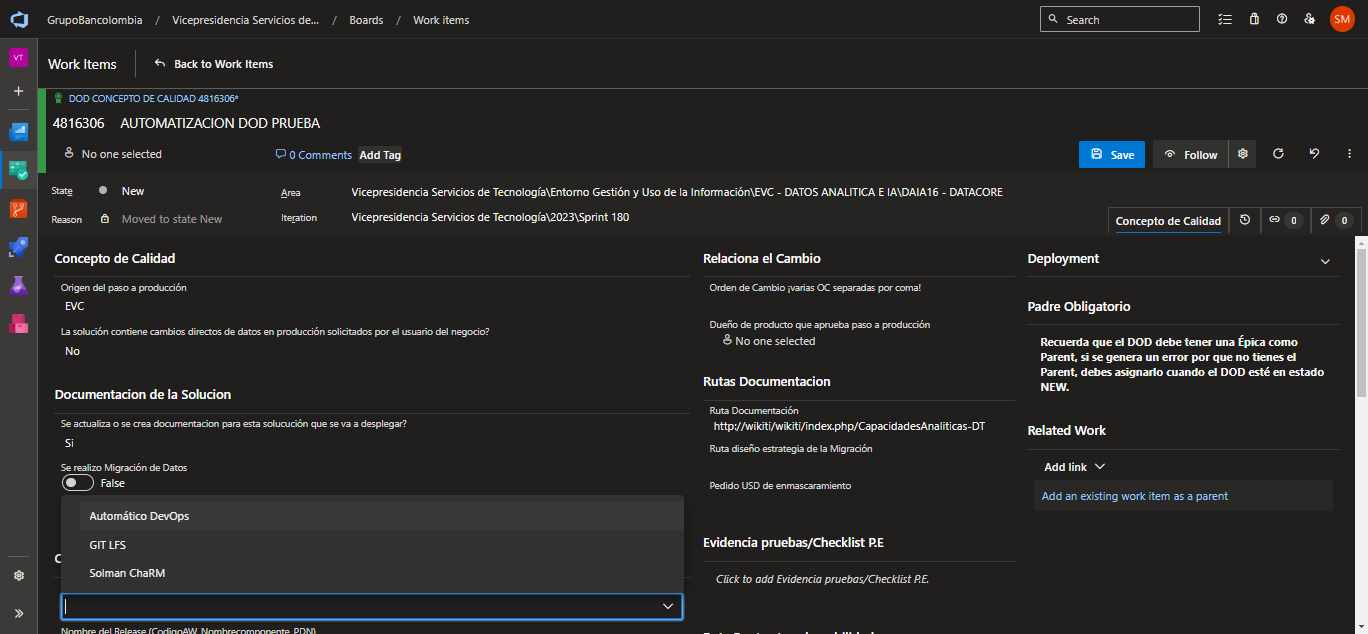 GrupoBancolombia / Vicepresidencia Servicios de... / Boards / Work items
Search
SM
VT
Work Items
Back to Work Items
DOD CONCEPTO DE CALIDAD 4816306*
4816306 AUTOMATIZACION DOD PRUEBA
No one selected
0 Comments
Add Tag
Save
Follow
State
New
Area
Vicepresidencia Servicios de Tecnología\Entorno Gestión y Uso de la Información\EVC - DATOS ANALITICA E IA\DAIA16 - DATACORE
Reason
Moved to state New
Iteration
Vicepresidencia Servicios de Tecnología\2023\Sprint 180
Concepto de Calidad
0
0
Concepto de Calidad
Origen del paso a producción
EVC
La solución contiene cambios directos de datos en producción solicitados por el usuario del negocio?
No
Documentacion de la Solucion
Se actualiza o se crea documentacion para esta solucución que se va a desplegar?
Si
Se realizo Migración de Datos
False
Automático DevOps
GIT LFS
Solman ChaRM
C
Nombre del Release (CodigoAW_Nombrecomponente_PDN)
Relaciona el Cambio
Orden de Cambio ¡varias OC separadas por coma!
Dueño de producto que aprueba paso a producción
No one selected
Rutas Documentacion
Ruta Documentación
http://wikiti/wikiti/index.php/CapacidadesAnaliticas-DT
Ruta diseño estrategia de la Migración
Pedido USD de enmascaramiento
Evidencia pruebas/Checklist P.E
Click to add Evidencia pruebas/Checklist P.E.
Deployment
Padre Obligatorio
Recuerda que el DOD debe tener una Épica como
Parent, si se genera un error por que no tienes el
Parent, debes asignarlo cuando el DOD esté en estado
NEW.
Related Work
Add link
Add an existing work item as a parent